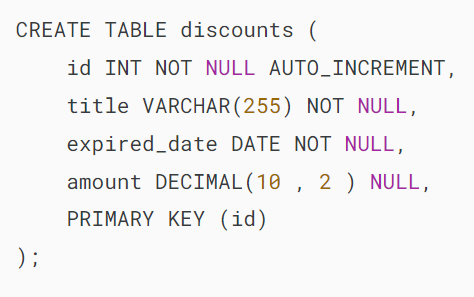 CREATE TABLE discounts (
    id INT NOT NULL AUTO_INCREMENT,
    title VARCHAR(255) NOT NULL,
    expired_date DATE NOT NULL,
    amount DECIMAL(10 , 2 ) NULL,
    PRIMARY KEY (id)
);